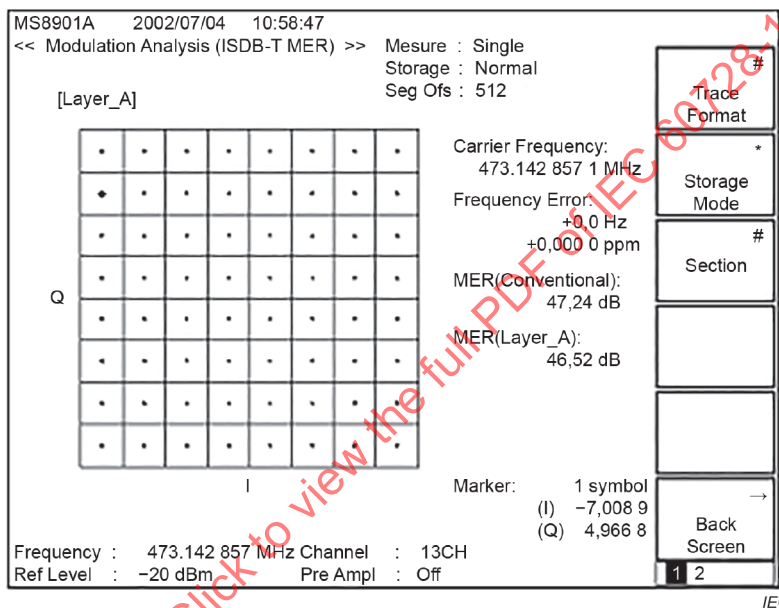 MS8901A 2002/07/04 10:58:47
<< Modulation Analysis (ISDB-T MER) >> Mesure : Single
Storage : Normal
[Layer_A] Seg Ofs : 512
#
Trace
Format
Carrier Frequency:
473.142 857 1 MHz
*
Storage
Mode
Frequency Error:
+0,0 Hz
+0,000 0 ppm
#
Section
MER(Conventional):
47,24 dB
Q
MER(Layer_A):
46,52 dB
I
Marker: 1 symbol
(I) −7,008 9
(Q) 4,966 8
→
Back
Screen
Frequency : 473.142 857 MHz Channel : 13CH
Ref Level : −20 dBm Pre Ampl : Off
1 2
Click to view the full PDF of IEC 60728-1